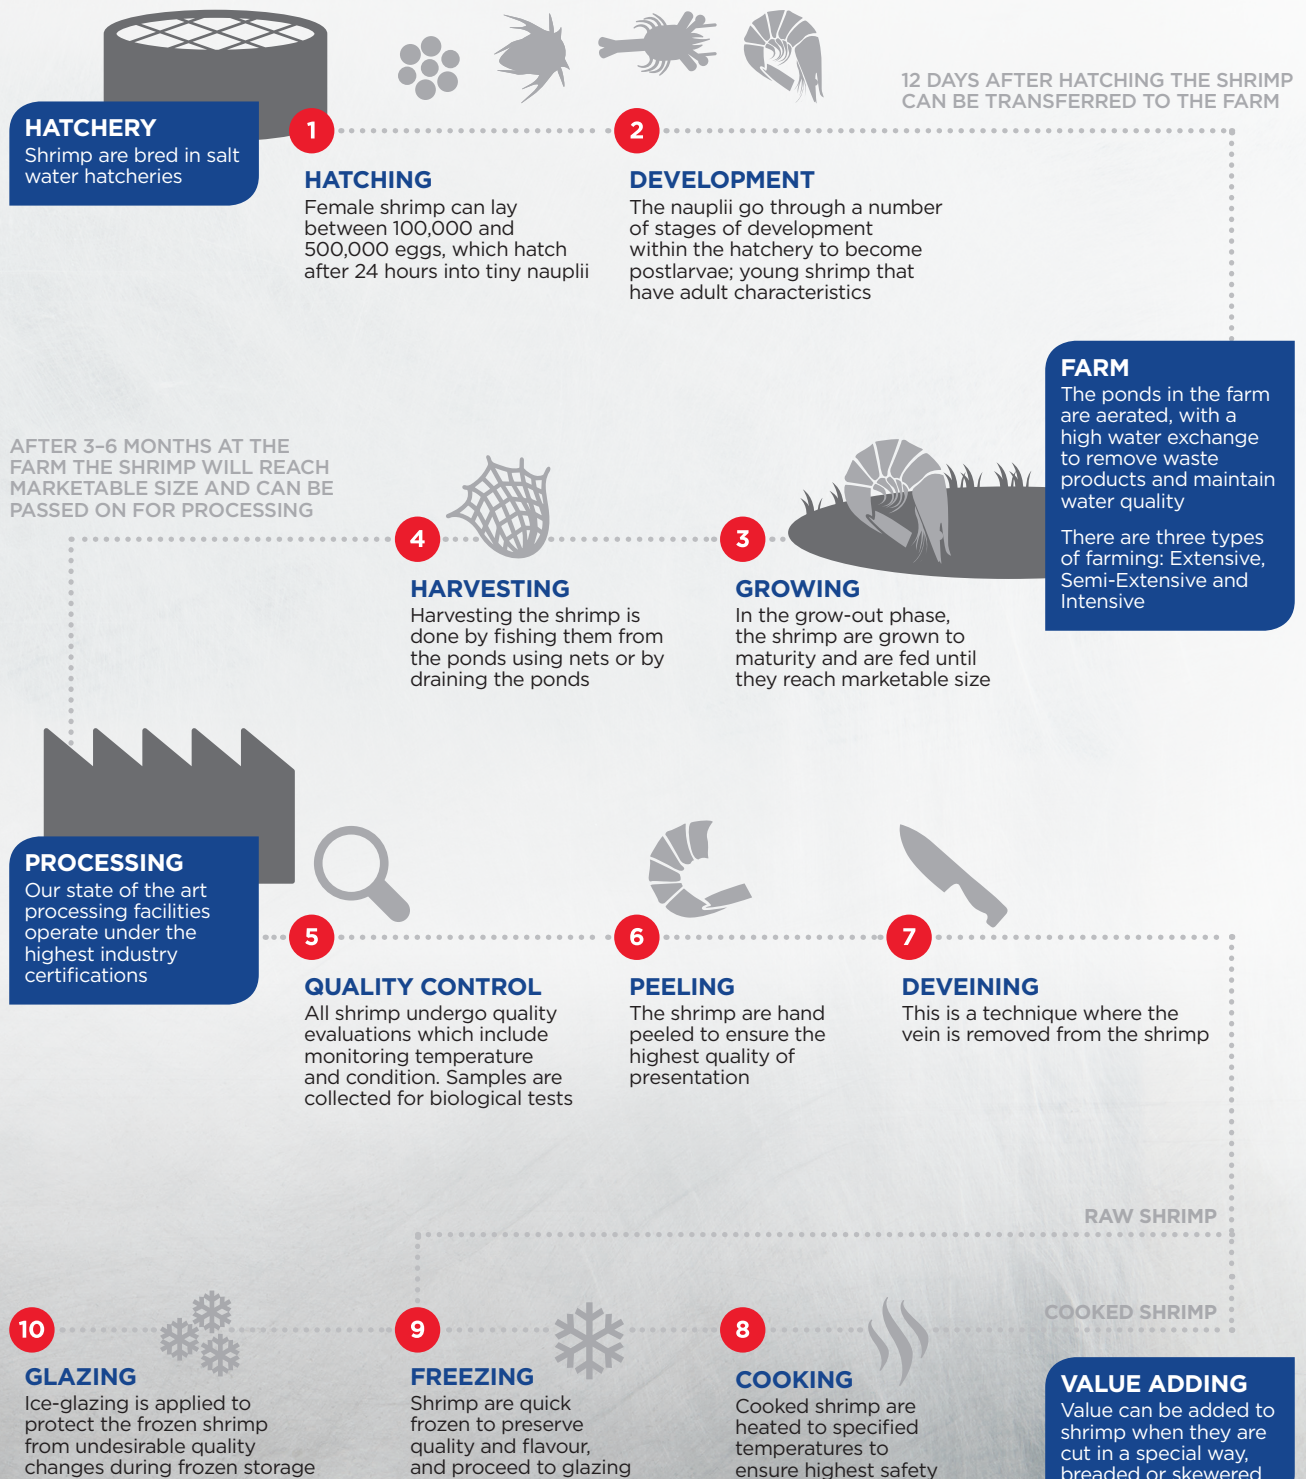 12 DAYS AFTER HATCHING THE SHRIMP
CAN BE TRANSFERRED TO THE FARM
HATCHERY
Shrimp are bred in salt
water hatcheries
1
HATCHING
Female shrimp can lay
between 100,000 and
500,000 eggs, which hatch
after 24 hours into tiny nauplii
2
DEVELOPMENT
The nauplii go through a number
of stages of development
within the hatchery to become
postlarvae; young shrimp that
have adult characteristics
FARM
The ponds in the farm
are aerated, with a
high water exchange
to remove waste
products and maintain
water quality
There are three types
of farming: Extensive,
Semi-Extensive and
Intensive
3
GROWING
In the grow-out phase,
the shrimp are grown to
maturity and are fed until
they reach marketable size
4
HARVESTING
Harvesting the shrimp is
done by fishing them from
the ponds using nets or by
draining the ponds
AFTER 3–6 MONTHS AT THE
FARM THE SHRIMP WILL REACH
MARKETABLE SIZE AND CAN BE
PASSED ON FOR PROCESSING
PROCESSING
Our state of the art
processing facilities
operate under the
highest industry
certifications
5
QUALITY CONTROL
All shrimp undergo quality
evaluations which include
monitoring temperature
and condition. Samples are
collected for biological tests
6
PEELING
The shrimp are hand
peeled to ensure the
highest quality of
presentation
7
DEVEINING
This is a technique where the
vein is removed from the shrimp
RAW SHRIMP
COOKED SHRIMP
8
COOKING
Cooked shrimp are
heated to specified
temperatures to
ensure highest safety
9
FREEZING
Shrimp are quick
frozen to preserve
quality and flavour,
and proceed to glazing
10
GLAZING
Ice-glazing is applied to
protect the frozen shrimp
from undesirable quality
changes during frozen storage
VALUE ADDING
Value can be added to
shrimp when they are
cut in a special way,
breaded or skewered